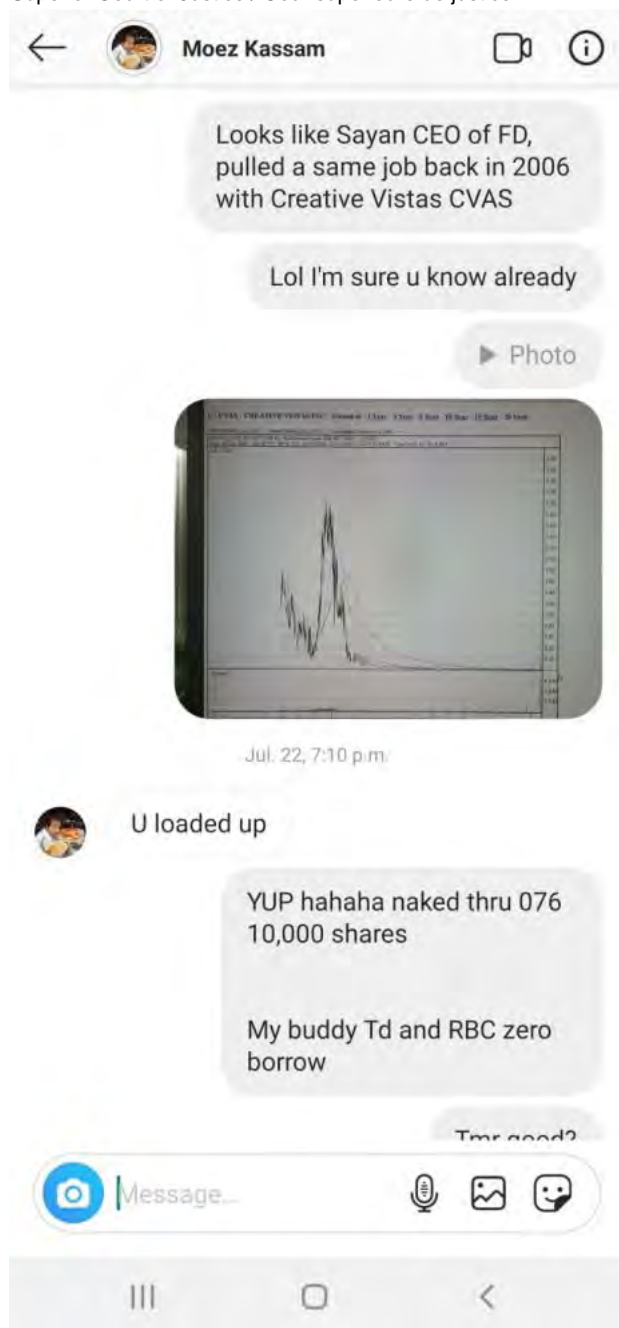 Moez Kassam
Looks like Sayan CEO of FD,
pulled a same job back in 2006
with Creative Vistas CVAS
Lol I'm sure u know already
Photo
Jul. 22, 7:10 p.m.
U loaded up
YUP hahaha naked thru 076
10,000 shares
My buddy Td and RBC zero
borrow
Tmr good?
Message...